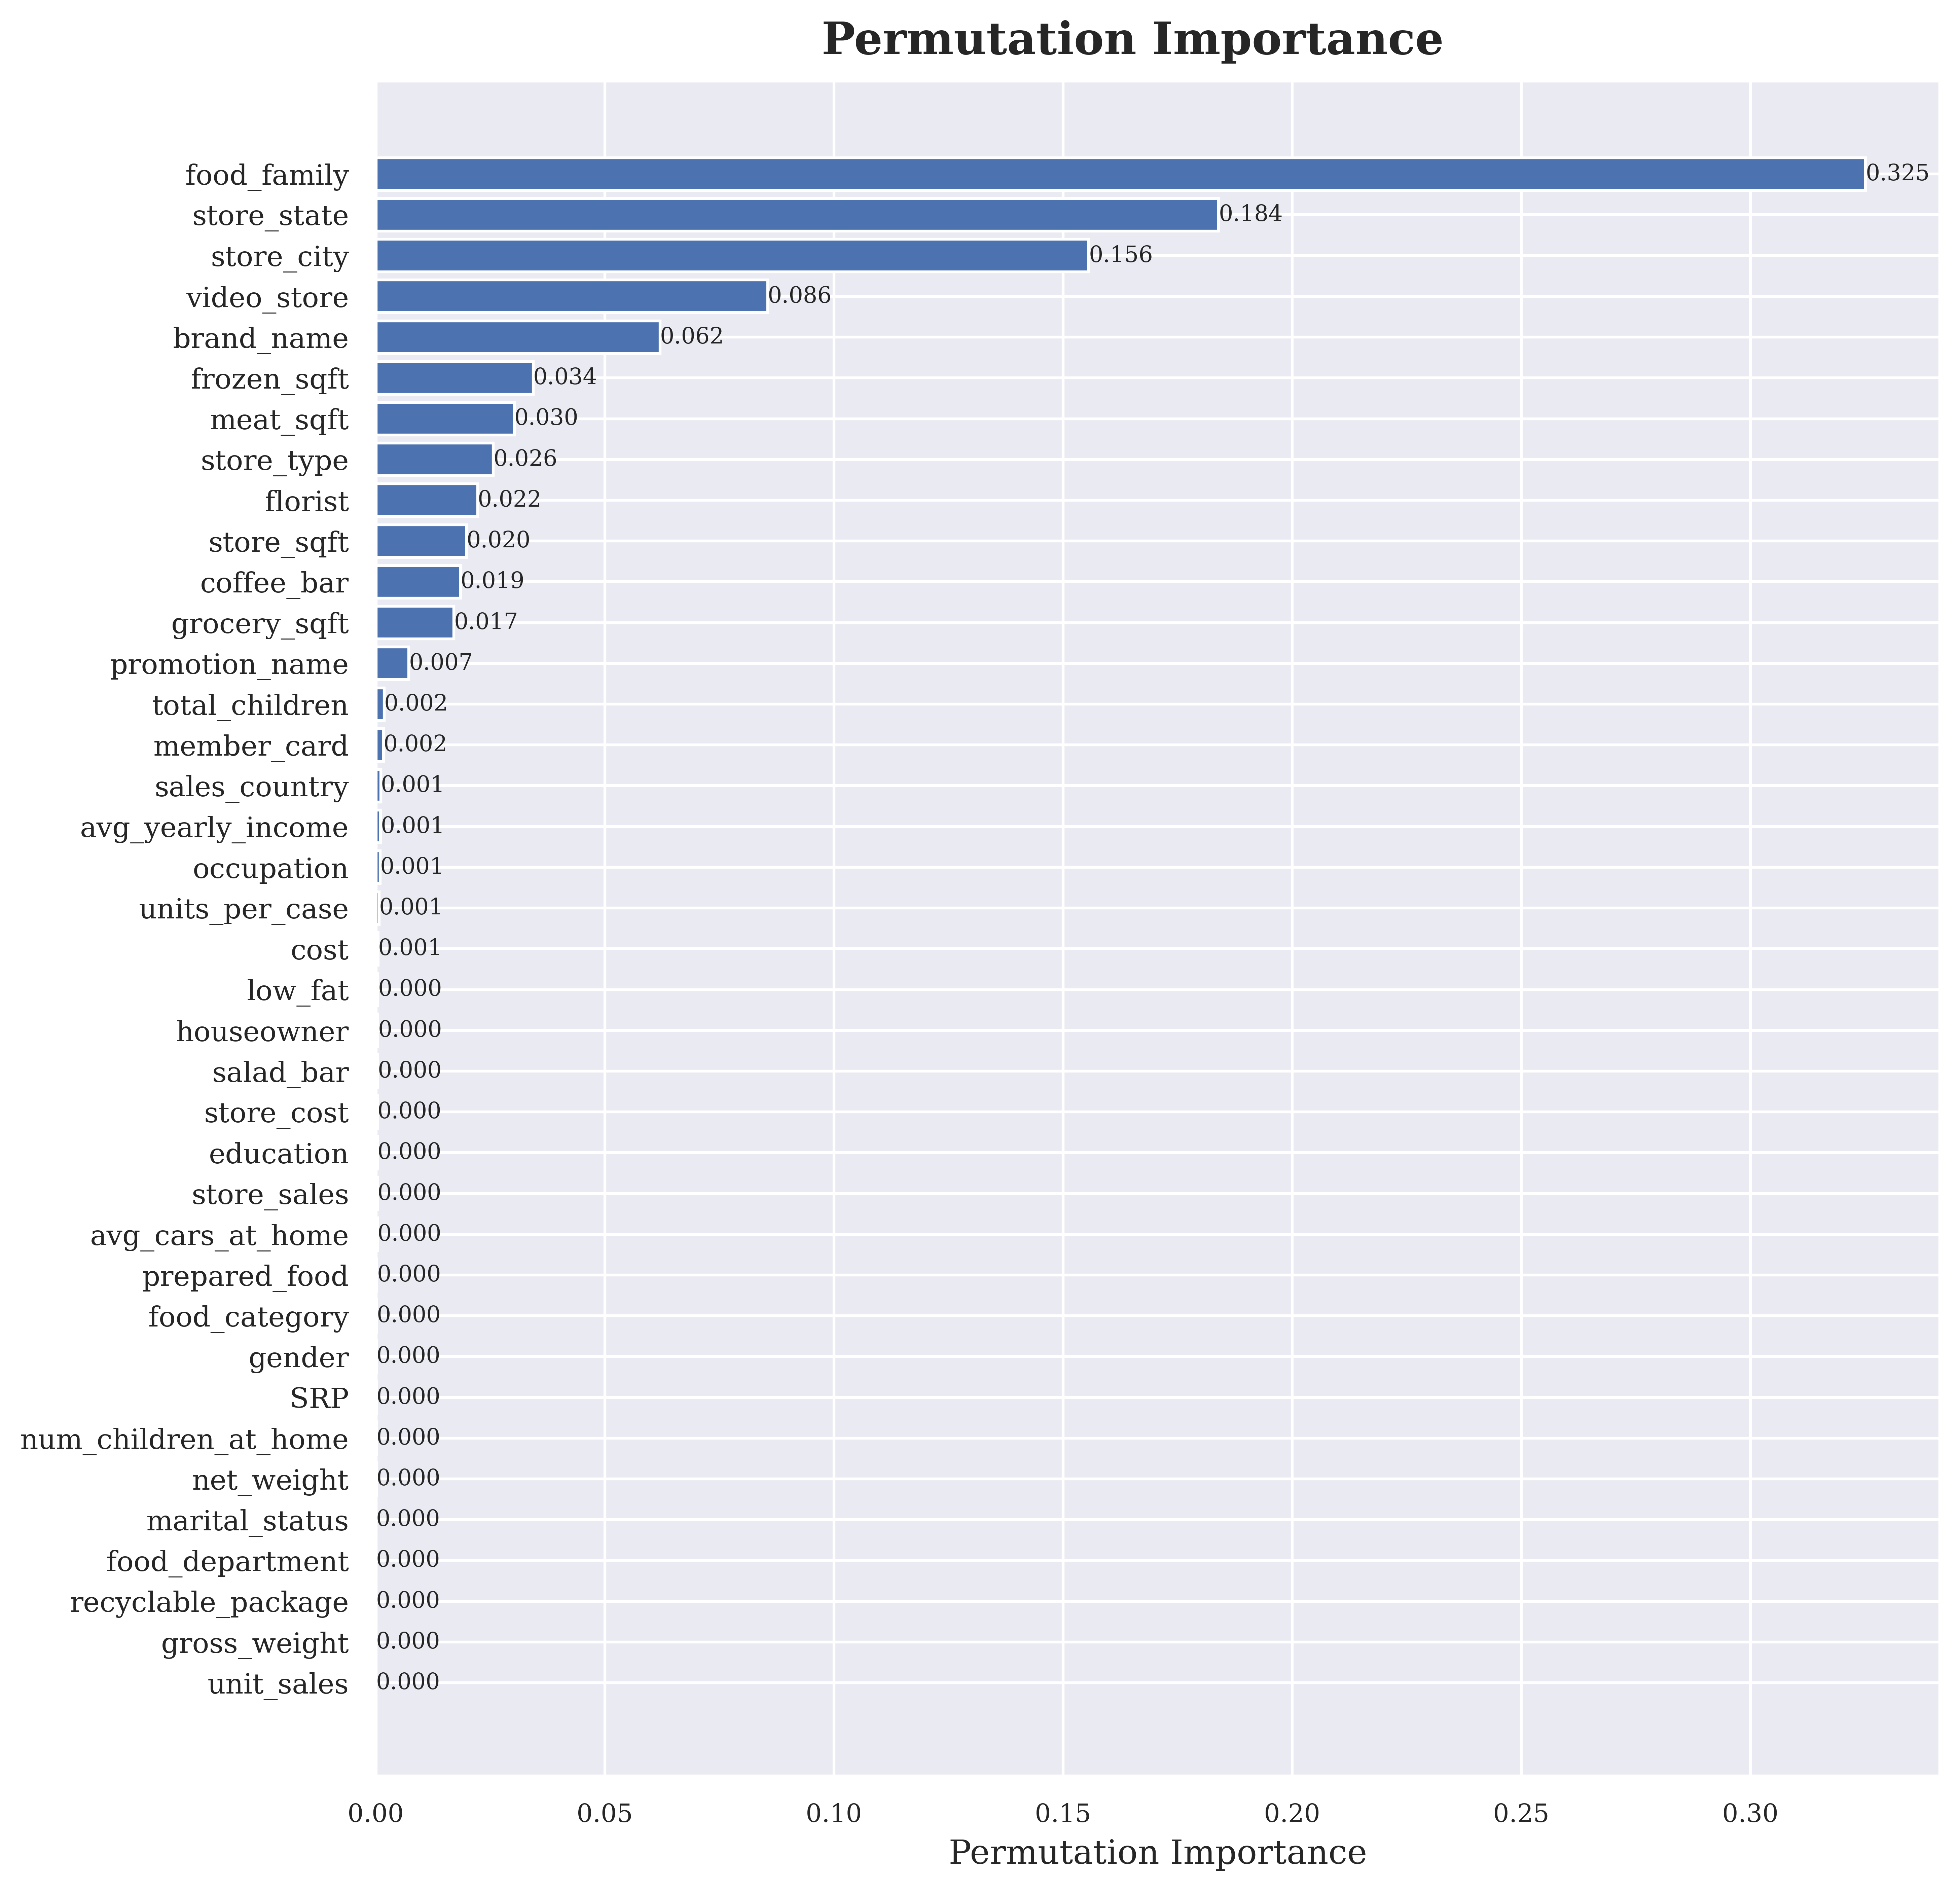 Permutation Importance
food_family 0.325
store_state 0.184
store_city 0.156
video_store 0.086
brand_name 0.062
frozen_sqft 0.034
meat_sqft 0.030
store_type 0.026
florist 0.022
store_sqft 0.020
coffee_bar 0.019
grocery_sqft 0.017
promotion_name 0.007
total_children 0.002
member_card 0.002
sales_country 0.001
avg_yearly_income 0.001
occupation 0.001
units_per_case 0.001
cost 0.001
low_fat 0.000
houseowner 0.000
salad_bar 0.000
store_cost 0.000
education 0.000
store_sales 0.000
avg_cars_at_home 0.000
prepared_food 0.000
food_category 0.000
gender 0.000
SRP 0.000
num_children_at_home 0.000
net_weight 0.000
marital_status 0.000
food_department 0.000
recyclable_package 0.000
gross_weight 0.000
unit_sales 0.000
0.00 0.05 0.10 0.15 0.20 0.25 0.30
Permutation Importance